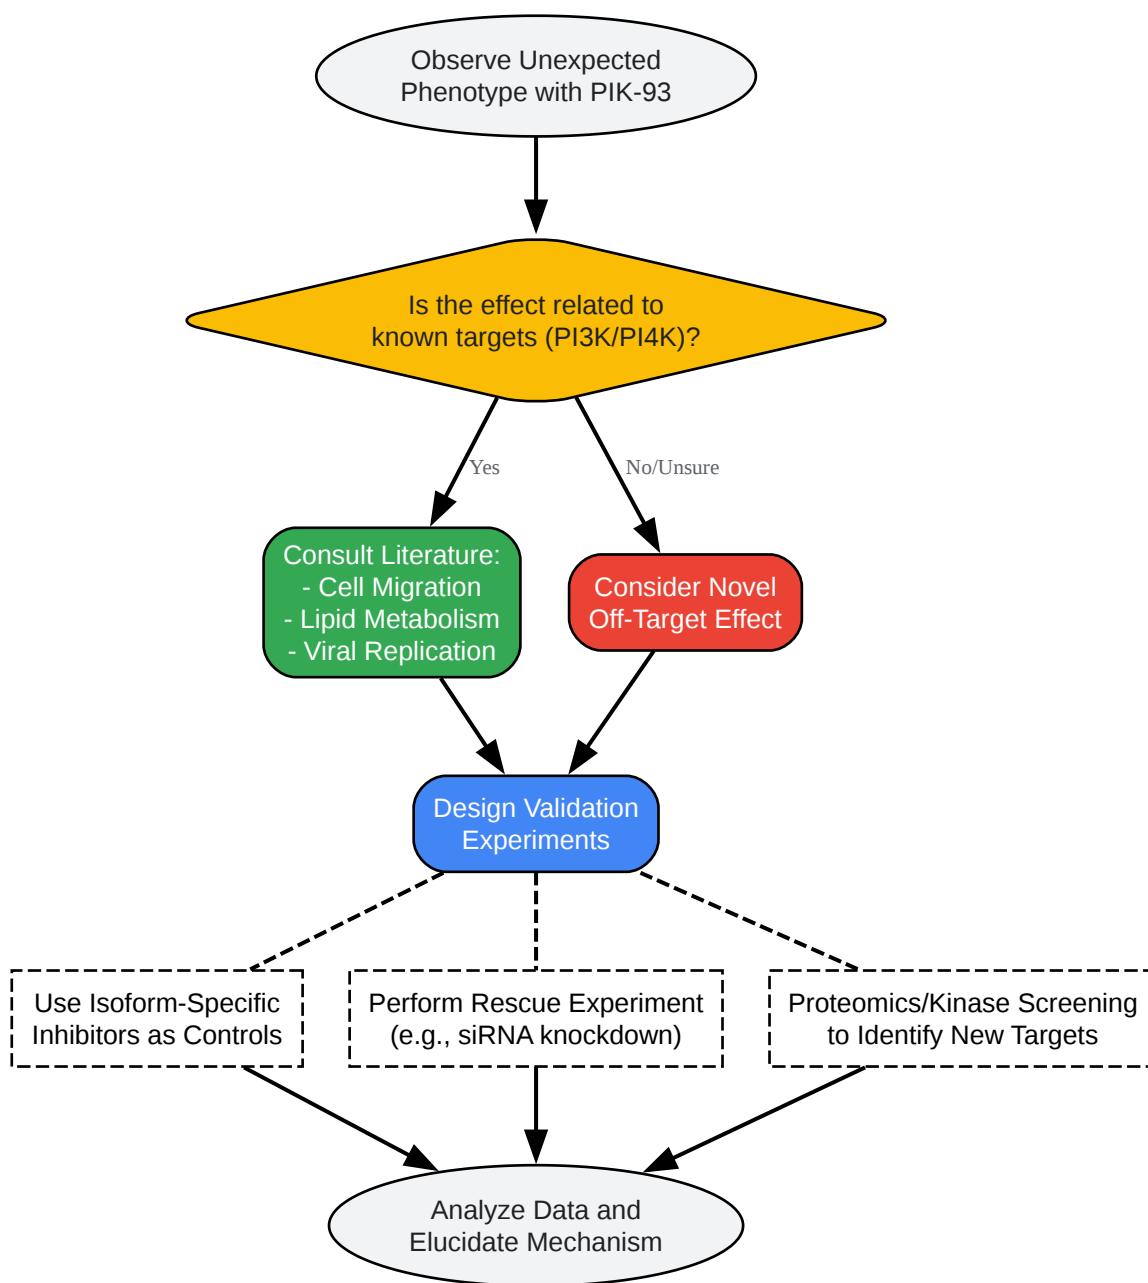 Observe Unexpected
Phenotype with PIK-93
Is the effect related to
known targets (PI3K/PI4K)?
Yes
No/Unsure
Consult Literature:
- Cell Migration
- Lipid Metabolism
- Viral Replication
Consider Novel
Off-Target Effect
Design Validation
Experiments
Use Isoform-Specific
Inhibitors as Controls
Perform Rescue Experiment
(e.g., siRNA knockdown)
Proteomics/Kinase Screening
to Identify New Targets
Analyze Data and
Elucidate Mechanism